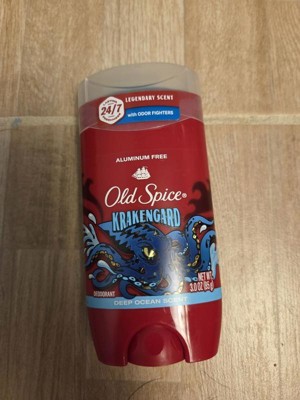 LEGENDARY SCENT
24/7
with ODOR FIGHTERS
ALUMINUM FREE
Old Spice®
KRAKENGARD
DEODORANT
NET WT
3.0 OZ (85 g)
DEEP OCEAN SCENT